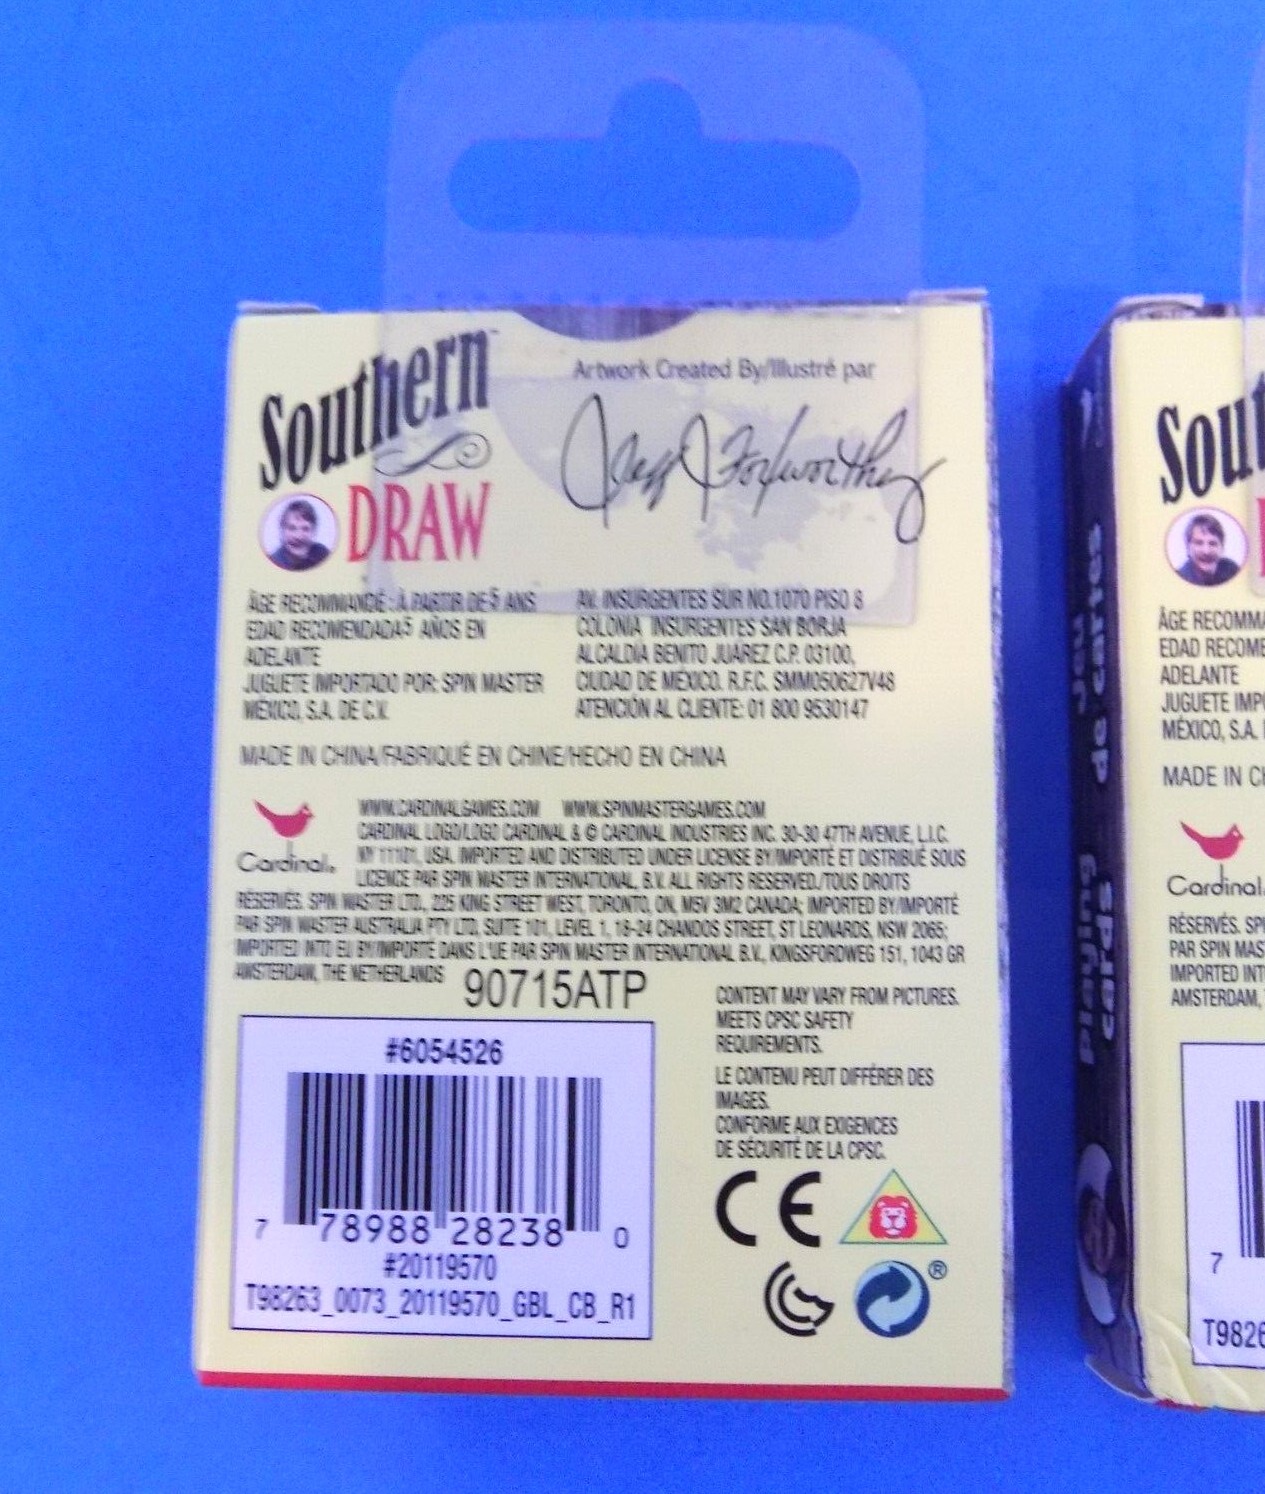 Southern™
DRAW
Artwork Created By/Illustré par
Jeff Foxworthy
ÂGE RECOMMANDÉ : À PARTIR DE 5 ANS
EDAD RECOMENDADA 5 AÑOS EN
ADELANTE
JUGUETE IMPORTADO POR: SPIN MASTER
MÉXICO, S.A. DE C.V.
AV. INSURGENTES SUR NO.1070 PISO 8
COLONIA INSURGENTES SAN BORJA
ALCALDÍA BENITO JUÁREZ C.P. 03100,
CIUDAD DE MÉXICO. R.F.C. SMM050627V48
ATENCIÓN AL CLIENTE: 01 800 9530147
MADE IN CHINA/FABRIQUÉ EN CHINE/HECHO EN CHINA
Cardinal®
WWW.CARDINALGAMES.COM WWW.SPINMASTERGAMES.COM
CARDINAL LOGO/LOGO CARDINAL & © CARDINAL INDUSTRIES INC. 30-30 47TH AVENUE, L.I.C.
NY 11101, USA. IMPORTED AND DISTRIBUTED UNDER LICENSE BY/IMPORTÉ ET DISTRIBUÉ SOUS
LICENCE PAR SPIN MASTER INTERNATIONAL, B.V. ALL RIGHTS RESERVED./TOUS DROITS
RÉSERVÉS. SPIN MASTER LTD., 225 KING STREET WEST, TORONTO, ON, M5V 3M2 CANADA; IMPORTED BY/IMPORTÉ
PAR SPIN MASTER AUSTRALIA PTY LTD, SUITE 101, LEVEL 1, 18-24 CHANDOS STREET, ST LEONARDS, NSW 2065;
IMPORTED INTO EU BY/IMPORTÉ DANS L'UE PAR SPIN MASTER INTERNATIONAL B.V., KINGSFORDWEG 151, 1043 GR
AMSTERDAM, THE NETHERLANDS
90715ATP
#6054526
7 78988 28238 0
#20119570
T98263_0073_20119570_GBL_CB_R1
CONTENT MAY VARY FROM PICTURES.
MEETS CPSC SAFETY
REQUIREMENTS.
LE CONTENU PEUT DIFFÉRER DES
IMAGES.
CONFORME AUX EXIGENCES
DE SÉCURITÉ DE LA CPSC.
CE
®
Jeu
de cartes
Playing
cards
Sout
ÂGE RECOMMA
EDAD RECOME
ADELANTE
JUGUETE IMPO
MÉXICO, S.A.
MADE IN CH
Cardinal
RÉSERVÉS. SPI
PAR SPIN MAS
IMPORTED INT
AMSTERDAM,
7
T9826